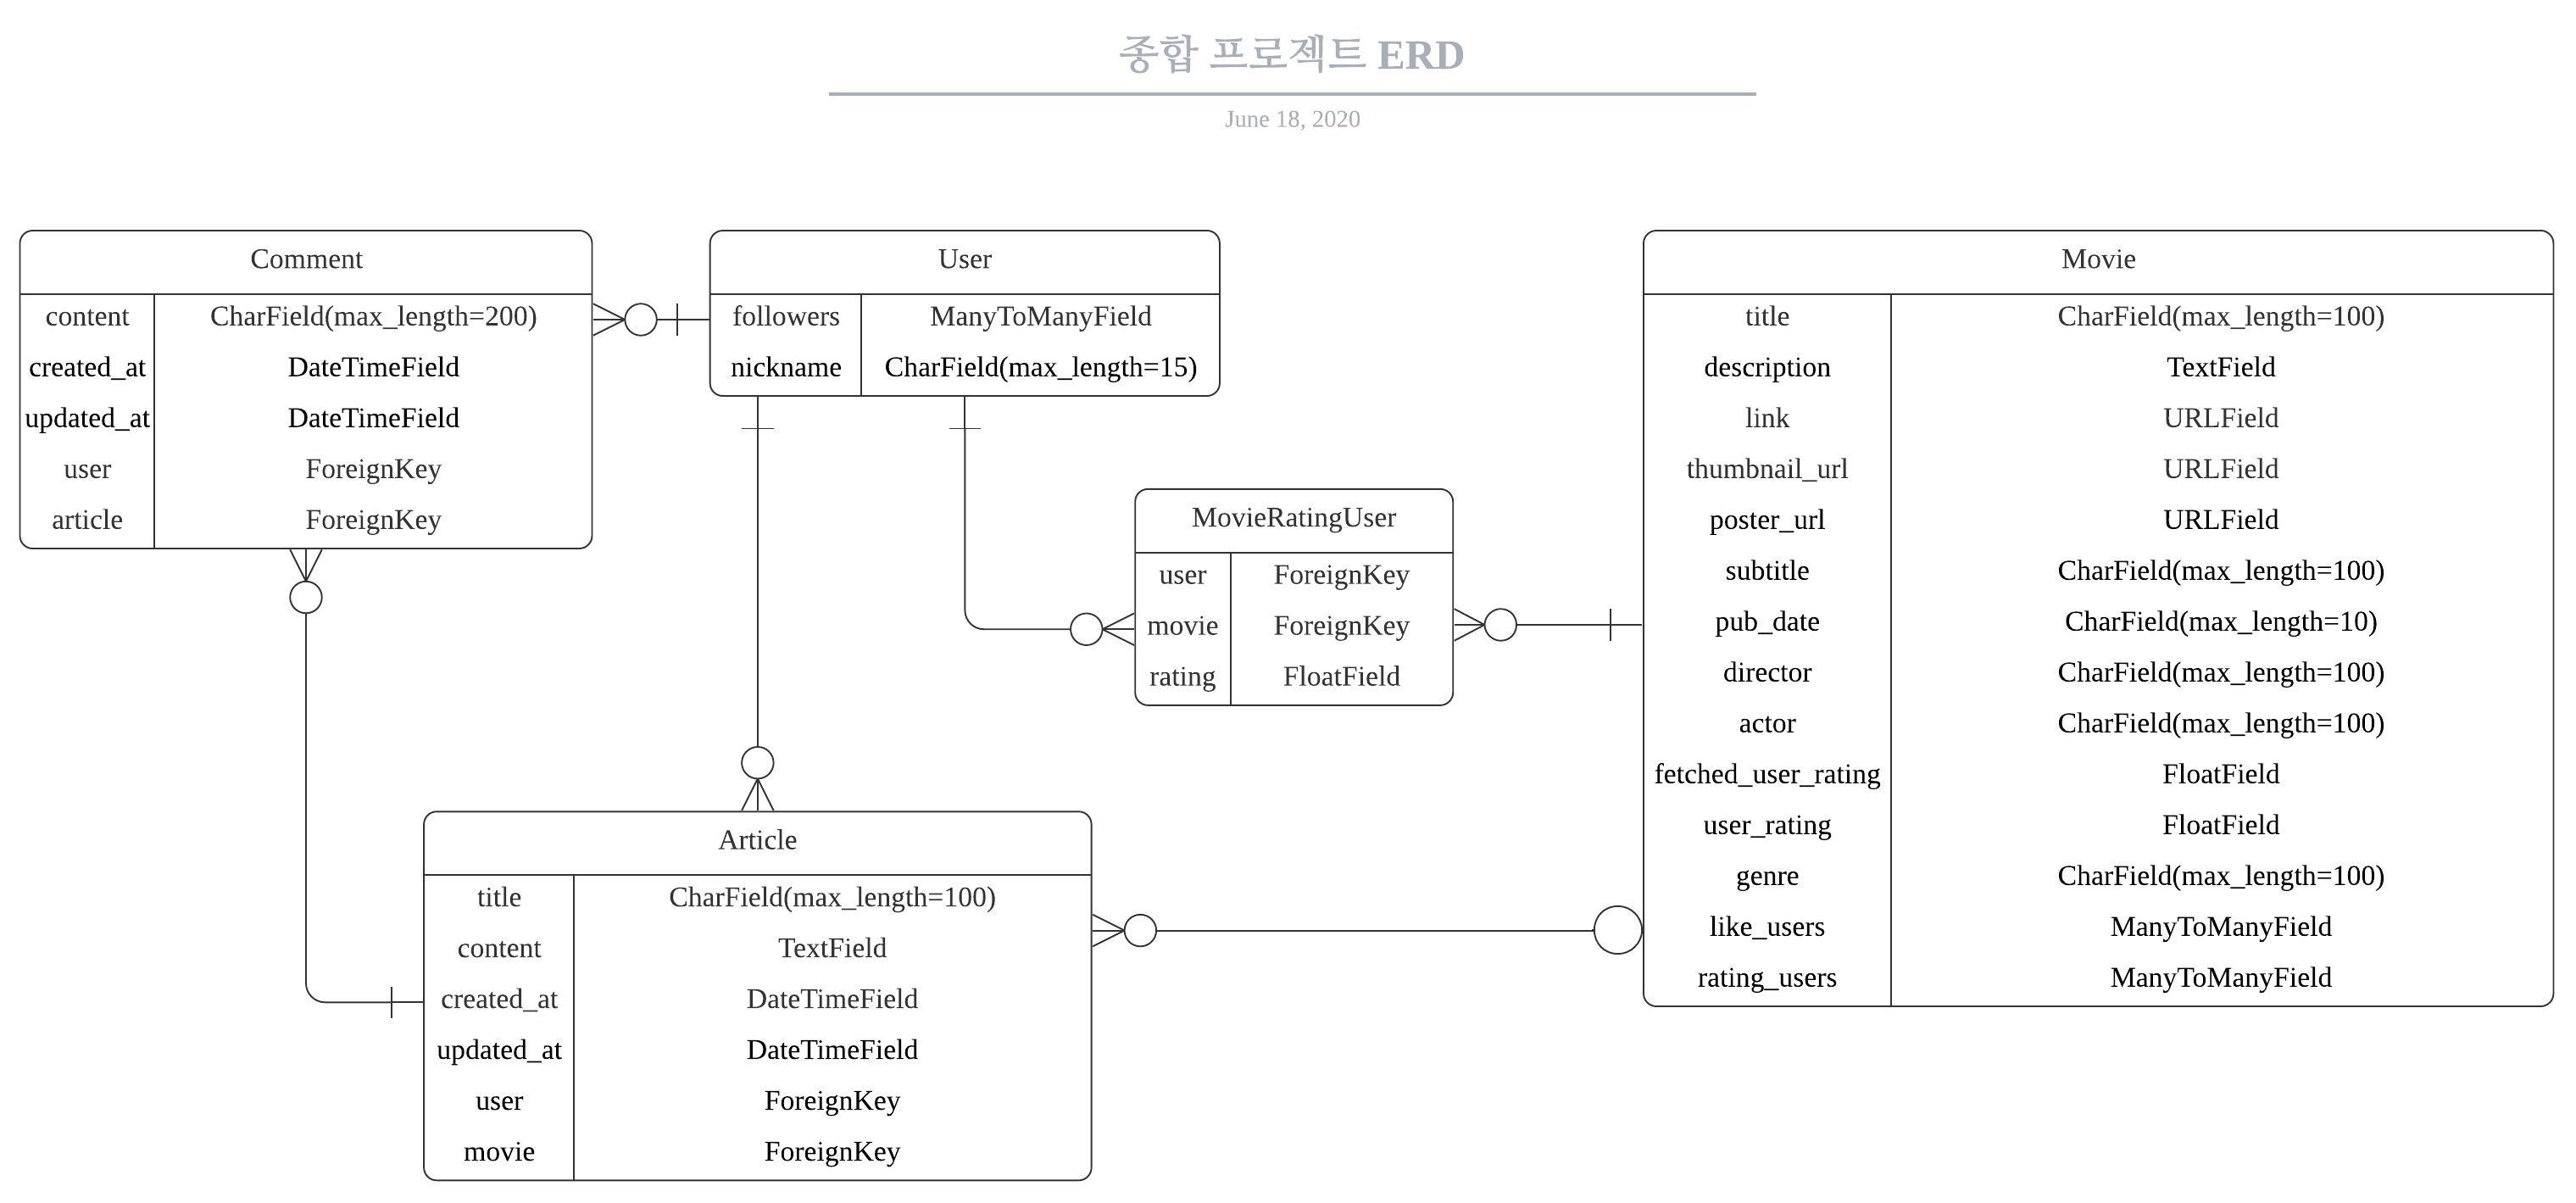 종합 프로젝트 ERD
June 18, 2020
Comment
content CharField(max_length=200)
created_at DateTimeField
updated_at DateTimeField
user ForeignKey
article ForeignKey
User
followers ManyToManyField
nickname CharField(max_length=15)
MovieRatingUser
user ForeignKey
movie ForeignKey
rating FloatField
Movie
title CharField(max_length=100)
description TextField
link URLField
thumbnail_url URLField
poster_url URLField
subtitle CharField(max_length=100)
pub_date CharField(max_length=10)
director CharField(max_length=100)
actor CharField(max_length=100)
fetched_user_rating FloatField
user_rating FloatField
genre CharField(max_length=100)
like_users ManyToManyField
rating_users ManyToManyField
Article
title CharField(max_length=100)
content TextField
created_at DateTimeField
updated_at DateTimeField
user ForeignKey
movie ForeignKey